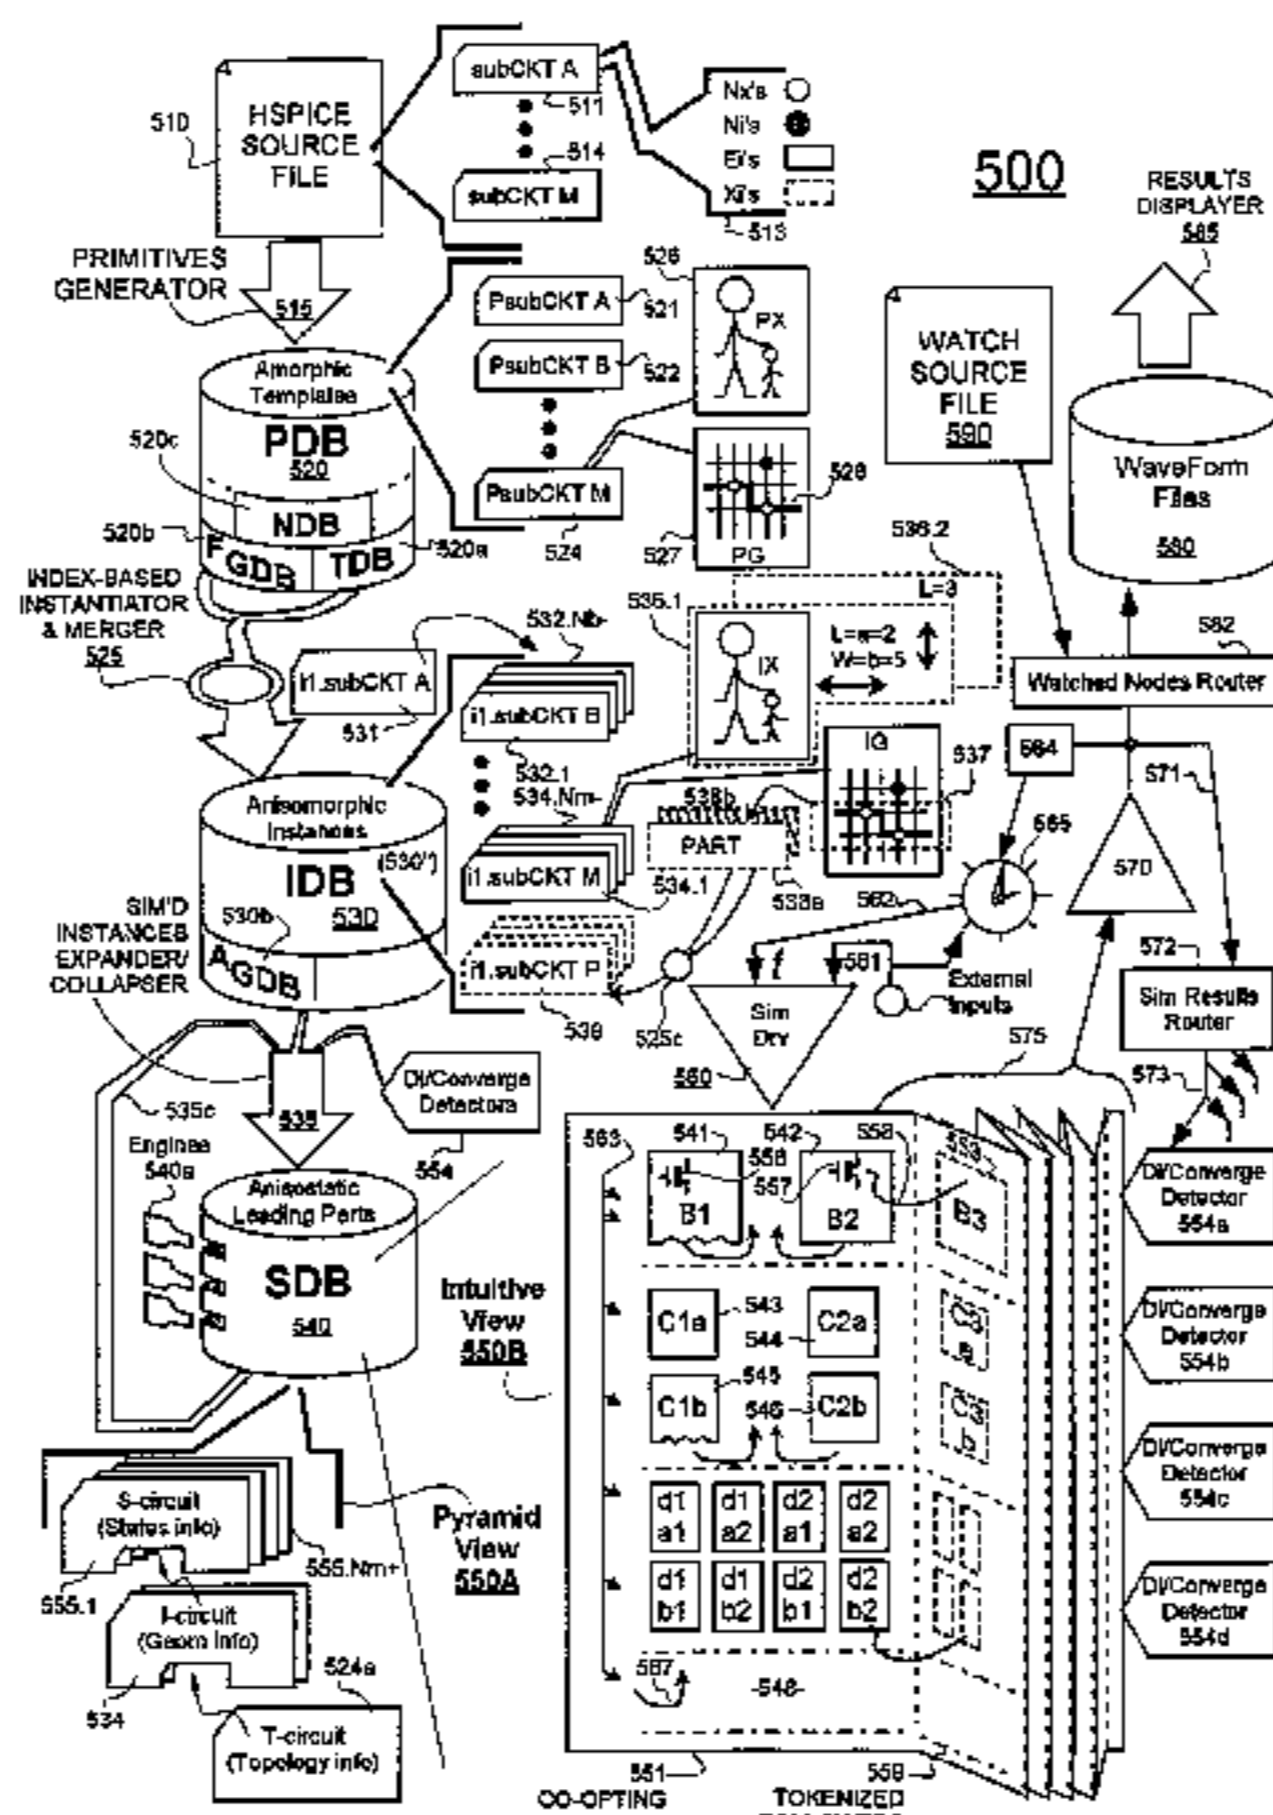 500
510
HSPICE
SOURCE
FILE
subCKT A
511
514
subCKT M
Nx's
Ni's
Ei's
Xi's
513
RESULTS
DISPLAYER
585
PRIMITIVES
GENERATOR
515
PsubCKT A
521
PsubCKT B
522
PsubCKT M
524
526
PX
528
527
PG
WATCH
SOURCE
FILE
590
WaveForm
Files
580
Amorphic
Templates
PDB
520
520c
NDB
520b
FGDB
TDB
520a
INDEX-BASED
INSTANTIATOR
& MERGER
525
i1.subCKT A
531
532.Nb
i1.subCKT B
532.1
534.Nm
i1.subCKT M
534.1
i1.subCKT P
538
536.1
536.2
L=3
L=a=2
W=b=5
IX
IG
537
538b
PART
538a
525c
582
Watched Nodes Router
564
571
565
570
562
561
External
Inputs
Sim
Drv
560
572
Sim Results
Router
573
575
Anisomorphic
Instances
IDB
(530')
530
530b
AGDB
SIM'D
INSTANCES
EXPANDER/
COLLAPSER
535c
535
DI/Converge
Detectors
554
Engines
540a
Anisostatic
Leading Parts
SDB
540
Intuitive
View
550B
Pyramid
View
550A
S-circuit
(States info)
555.1
555.Nm+
I-circuit
(Geom info)
534
524a
T-circuit
(Topology info)
563
541
542
556
557
558
B1
B2
B3
C1a
543
544
C2a
C1b
545
546
C2b
d1
a1
d1
a2
d2
a1
d2
a2
d1
b1
d1
b2
d2
b1
d2
b2
567
-548-
DI/Converge
Detector
554a
DI/Converge
Detector
554b
DI/Converge
Detector
554c
DI/Converge
Detector
554d
551
559
CO-OPTING
TOKENIZED